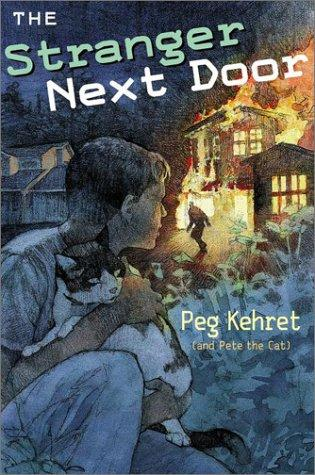 THE
Stranger
Next Door
Peg Kehret
(and Pete the Cat)